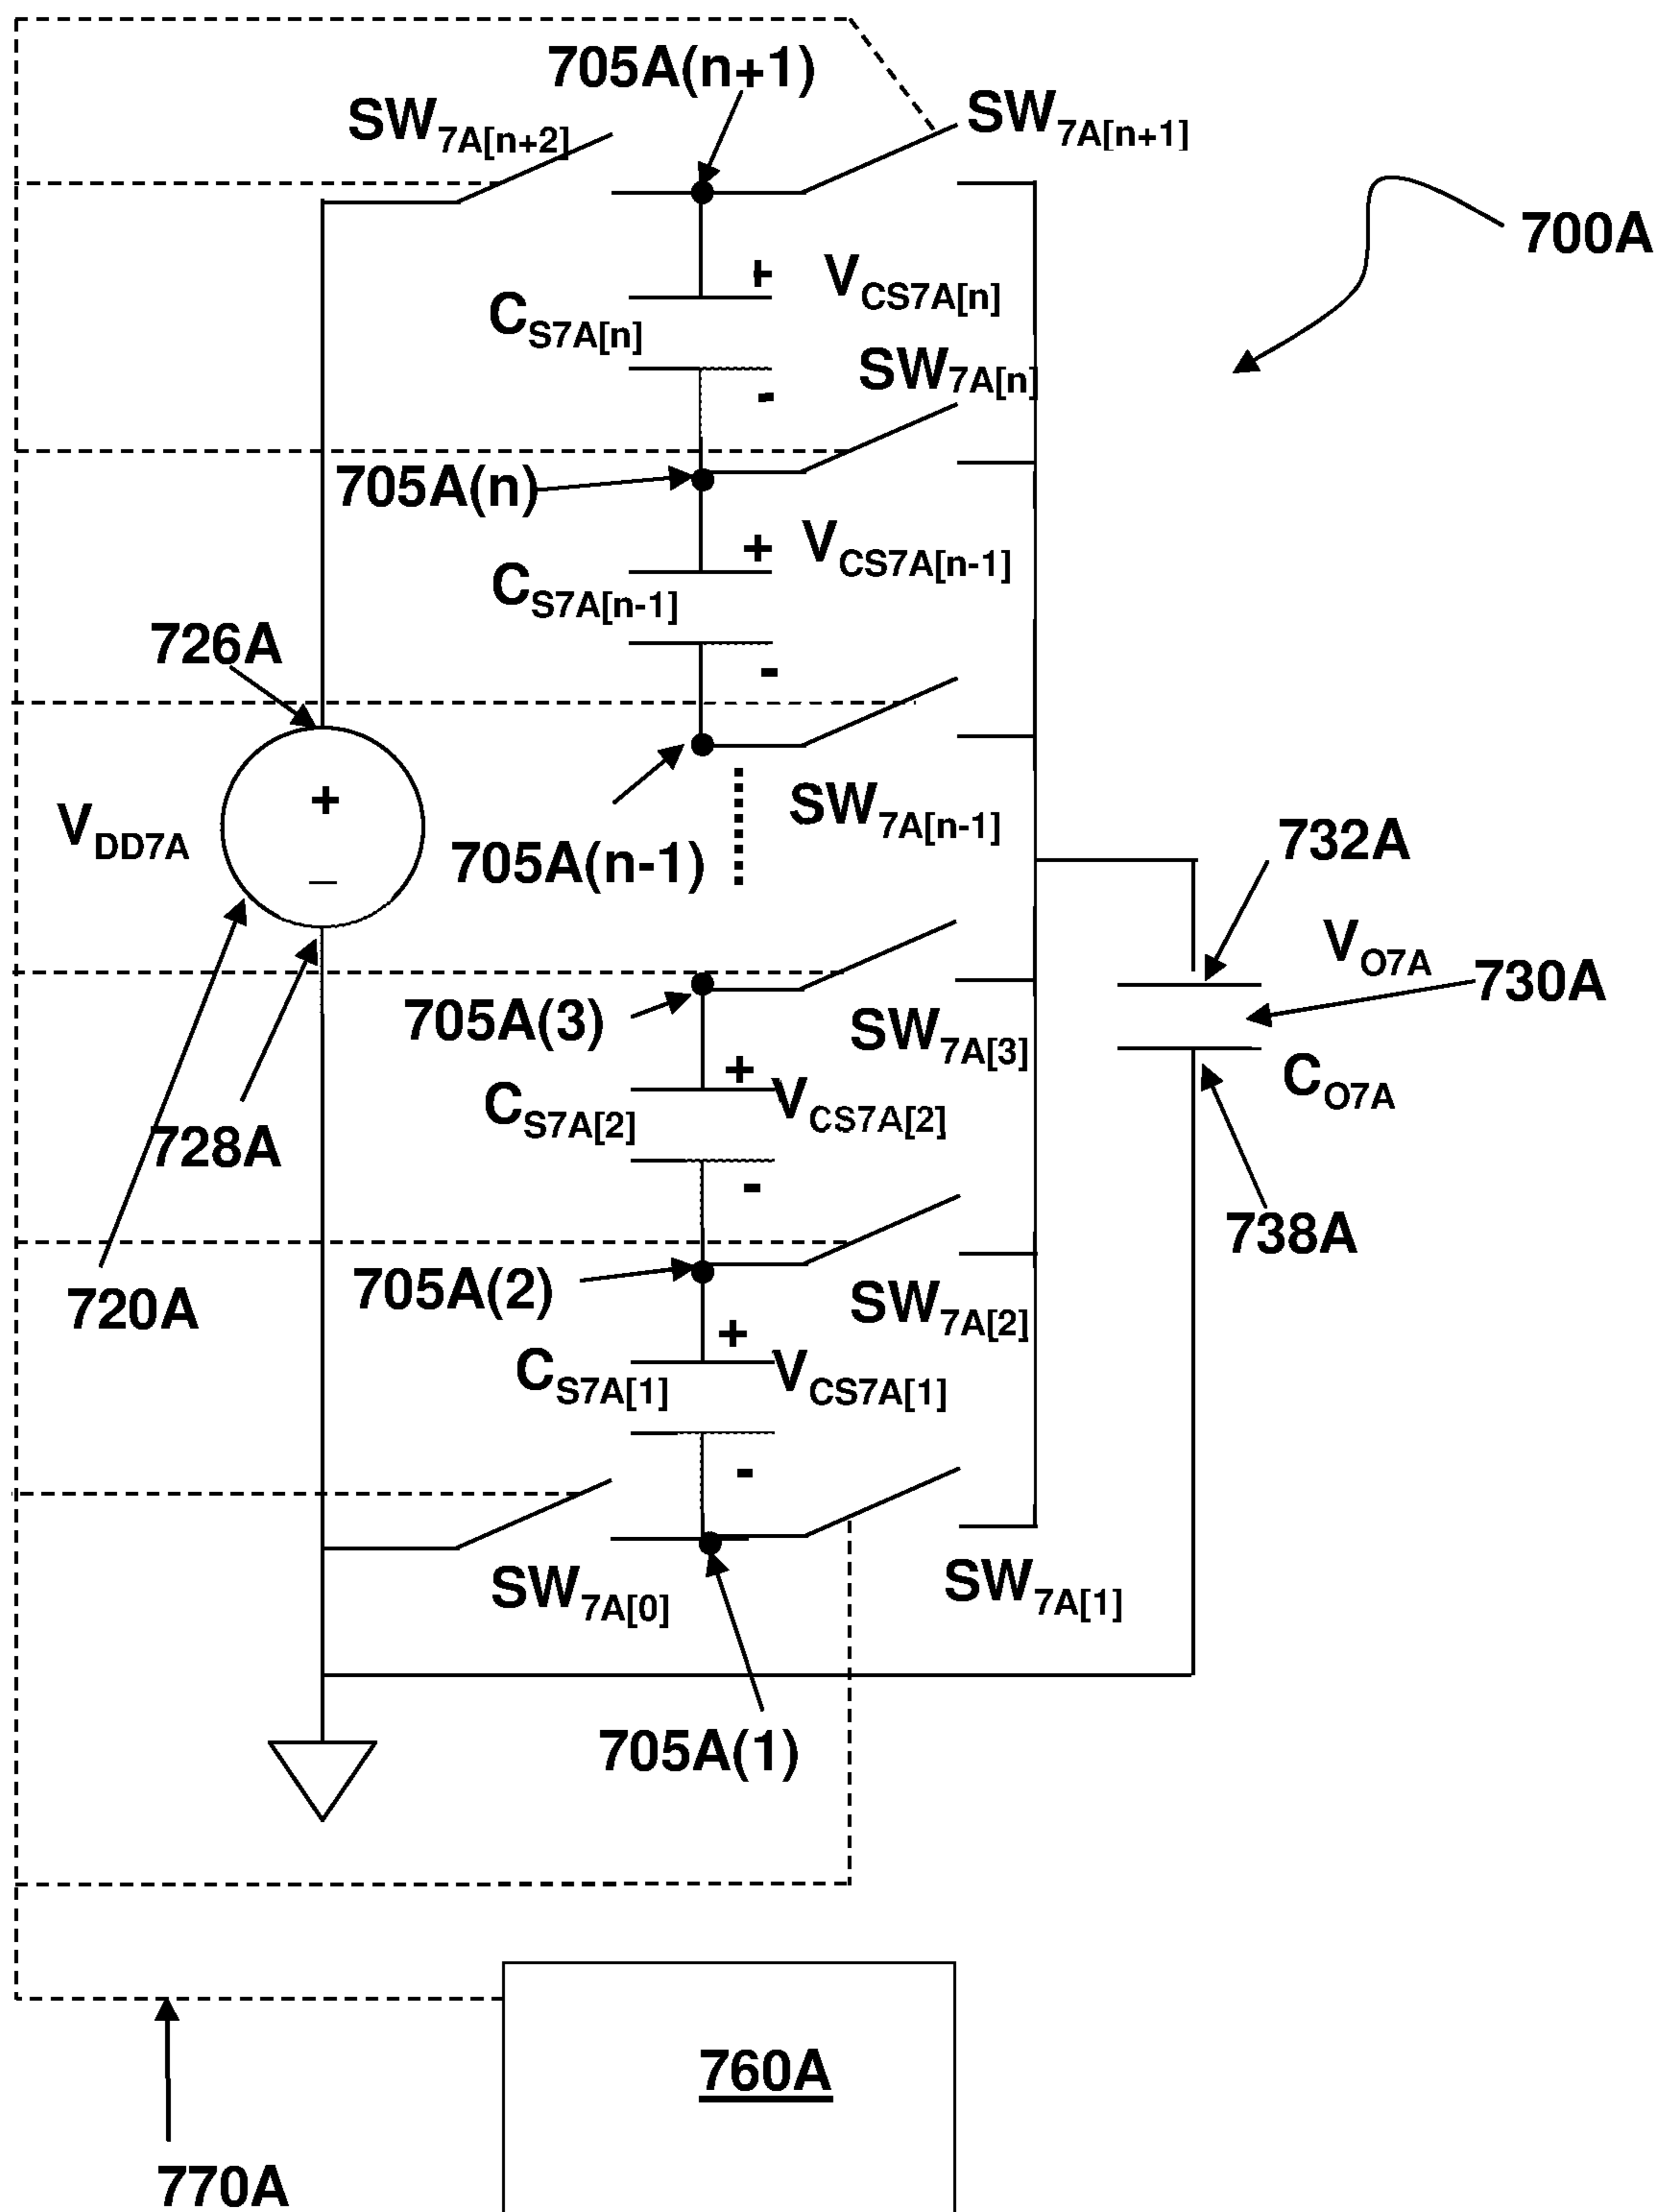 705A(n+1)
SW7A[n+2]
SW7A[n+1]
700A
+
VCS7A[n]
CS7A[n]
SW7A[n]
-
705A(n)
+
VCS7A[n-1]
CS7A[n-1]
726A
-
+
VDD7A
SW7A[n-1]
732A
705A(n-1)
–
VO7A
730A
705A(3)
SW7A[3]
+
CO7A
CS7A[2]
VCS7A[2]
728A
-
738A
705A(2)
720A
SW7A[2]
+
CS7A[1]
VCS7A[1]
-
SW7A[0]
SW7A[1]
705A(1)
760A
770A